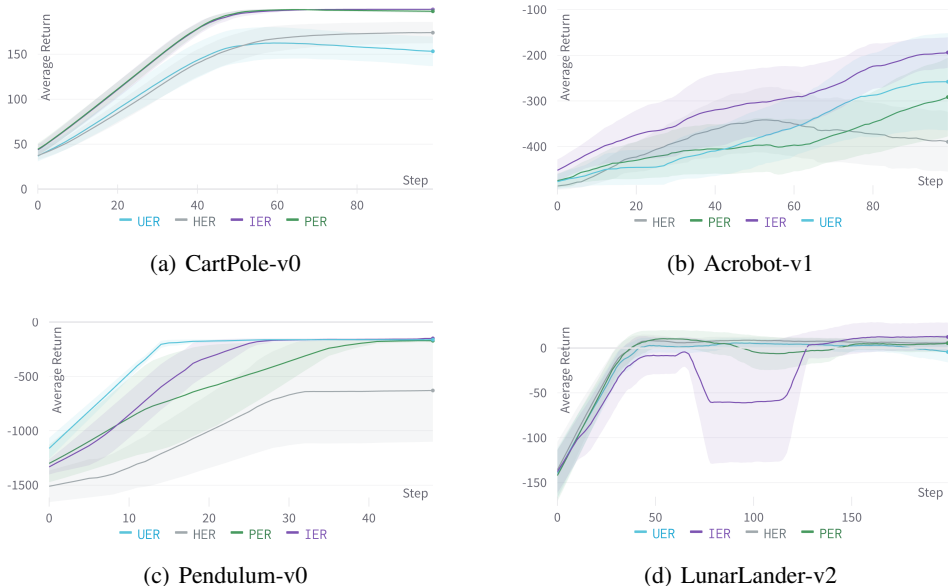 Average Return
150
100
50
0
0 20 40 60 80
Step
UER HER IER PER
(a) CartPole-v0
Average Return
-100
-200
-300
-400
0 20 40 60 80
Step
HER PER IER UER
(b) Acrobot-v1
Average Return
0
-500
-1000
-1500
0 10 20 30 40
Step
UER HER PER IER
(c) Pendulum-v0
Average Return
0
-50
-100
-150
0 50 100 150
Step
UER IER HER PER
(d) LunarLander-v2